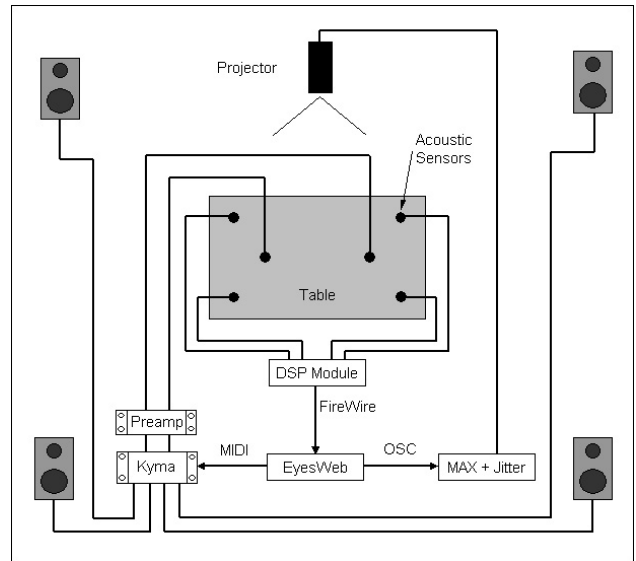 Projector
Acoustic
Sensors
Table
DSP Module
FireWire
Preamp
MIDI
OSC
Kyma
EyesWeb
MAX + Jitter